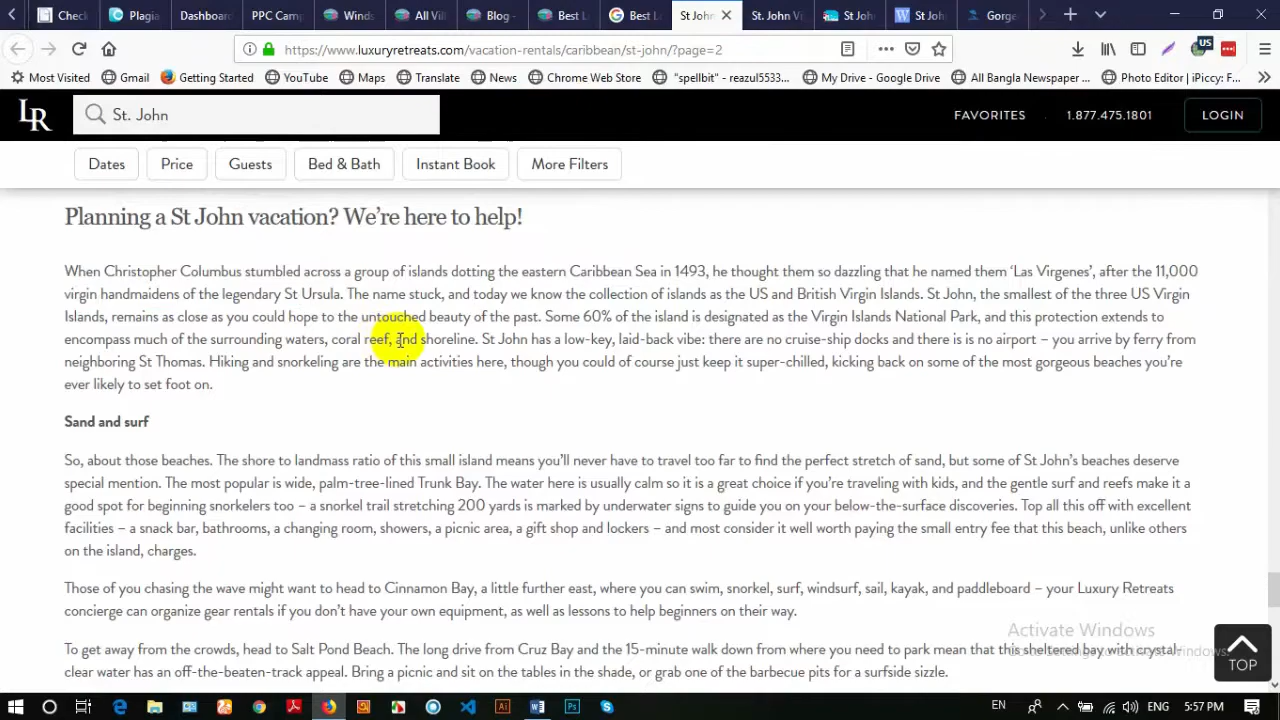 Check
Plagia
Dashboard
PPC Camp
Winds
All Vil
Blog -
Best L
Best L
St John
St. John Vi
St Joh
St Joh
Gorge
https://www.luxuryretreats.com/vacation-rentals/caribbean/st-john/?page=2
US
Most Visited
Gmail
Getting Started
YouTube
Maps
Translate
News
Chrome Web Store
"spellbit" - reazul5533...
My Drive - Google Drive
All Bangla Newspaper ...
Photo Editor | iPiccy: F...
LR
St. John
FAVORITES
1.877.475.1801
LOGIN
Dates
Price
Guests
Bed & Bath
Instant Book
More Filters
Planning a St John vacation? We're here to help!
When Christopher Columbus stumbled across a group of islands dotting the eastern Caribbean Sea in 1493, he thought them so dazzling that he named them 'Las Virgenes', after the 11,000
virgin handmaidens of the legendary St Ursula. The name stuck, and today we know the collection of islands as the US and British Virgin Islands. St John, the smallest of the three US Virgin
Islands, remains as close as you could hope to the untouched beauty of the past. Some 60% of the island is designated as the Virgin Islands National Park, and this protection extends to
encompass much of the surrounding waters, coral reef, and shoreline. St John has a low-key, laid-back vibe: there are no cruise-ship docks and there is is no airport – you arrive by ferry from
neighboring St Thomas. Hiking and snorkeling are the main activities here, though you could of course just keep it super-chilled, kicking back on some of the most gorgeous beaches you're
ever likely to set foot on.
Sand and surf
So, about those beaches. The shore to landmass ratio of this small island means you'll never have to travel too far to find the perfect stretch of sand, but some of St John's beaches deserve
special mention. The most popular is wide, palm-tree-lined Trunk Bay. The water here is usually calm so it is a great choice if you're traveling with kids, and the gentle surf and reefs make it a
good spot for beginning snorkelers too – a snorkel trail stretching 200 yards is marked by underwater signs to guide you on your below-the-surface discoveries. Top all this off with excellent
facilities – a snack bar, bathrooms, a changing room, showers, a picnic area, a gift shop and lockers – and most consider it well worth paying the small entry fee that this beach, unlike others
on the island, charges.
Those of you chasing the wave might want to head to Cinnamon Bay, a little further east, where you can swim, snorkel, surf, windsurf, sail, kayak, and paddleboard – your Luxury Retreats
concierge can organize gear rentals if you don't have your own equipment, as well as lessons to help beginners on their way.
Activate Windows
To get away from the crowds, head to Salt Pond Beach. The long drive from Cruz Bay and the 15-minute walk down from where you need to park mean that this sheltered bay with crystal-
clear water has an off-the-beaten-track appeal. Bring a picnic and sit on the tables in the shade, or grab one of the barbecue pits for a surfside sizzle.
TOP
EN
ENG
5:57 PM